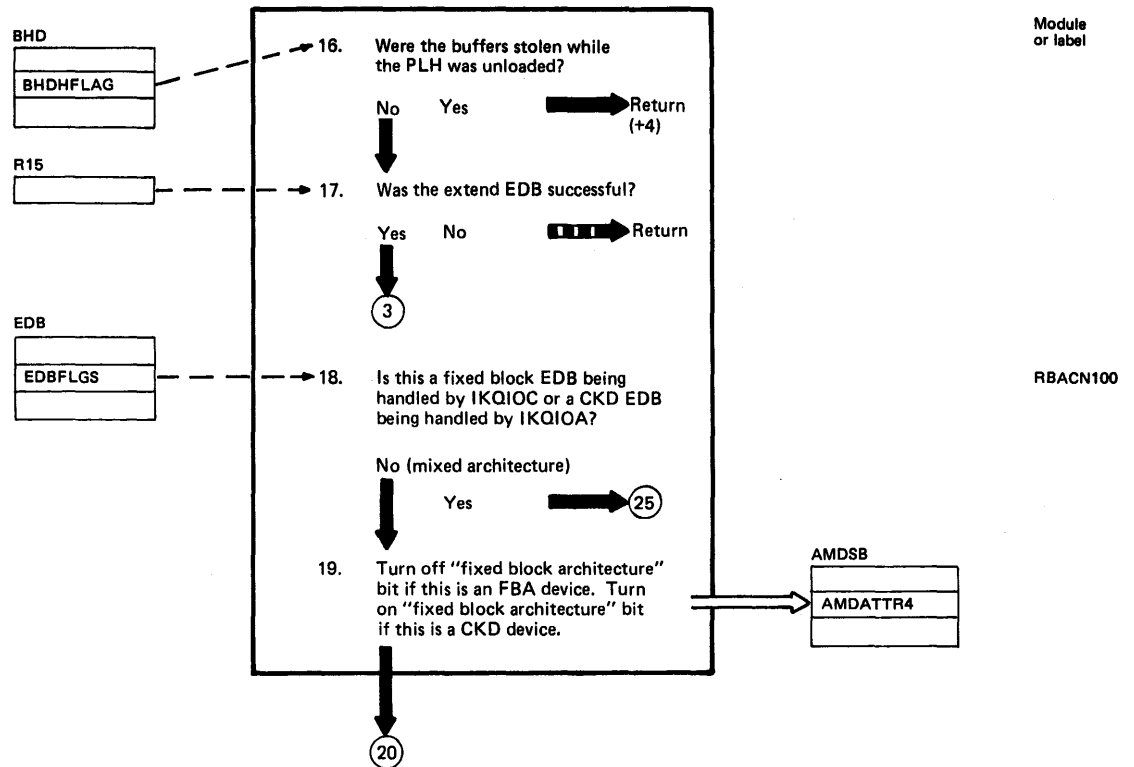 Module
or label
BHD
BHDHFLAG
16. Were the buffers stolen while
the PLH was unloaded?
No Yes Return
(+4)
R15
17. Was the extend EDB successful?
Yes No Return
3
EDB
EDBFLGS
18. Is this a fixed block EDB being
handled by IKQIOC or a CKD EDB
being handled by IKQIOA?
RBACN100
No (mixed architecture)
Yes 25
19. Turn off "fixed block architecture"
bit if this is an FBA device. Turn
on "fixed block architecture" bit
if this is a CKD device.
AMDSB
AMDATTR4
20